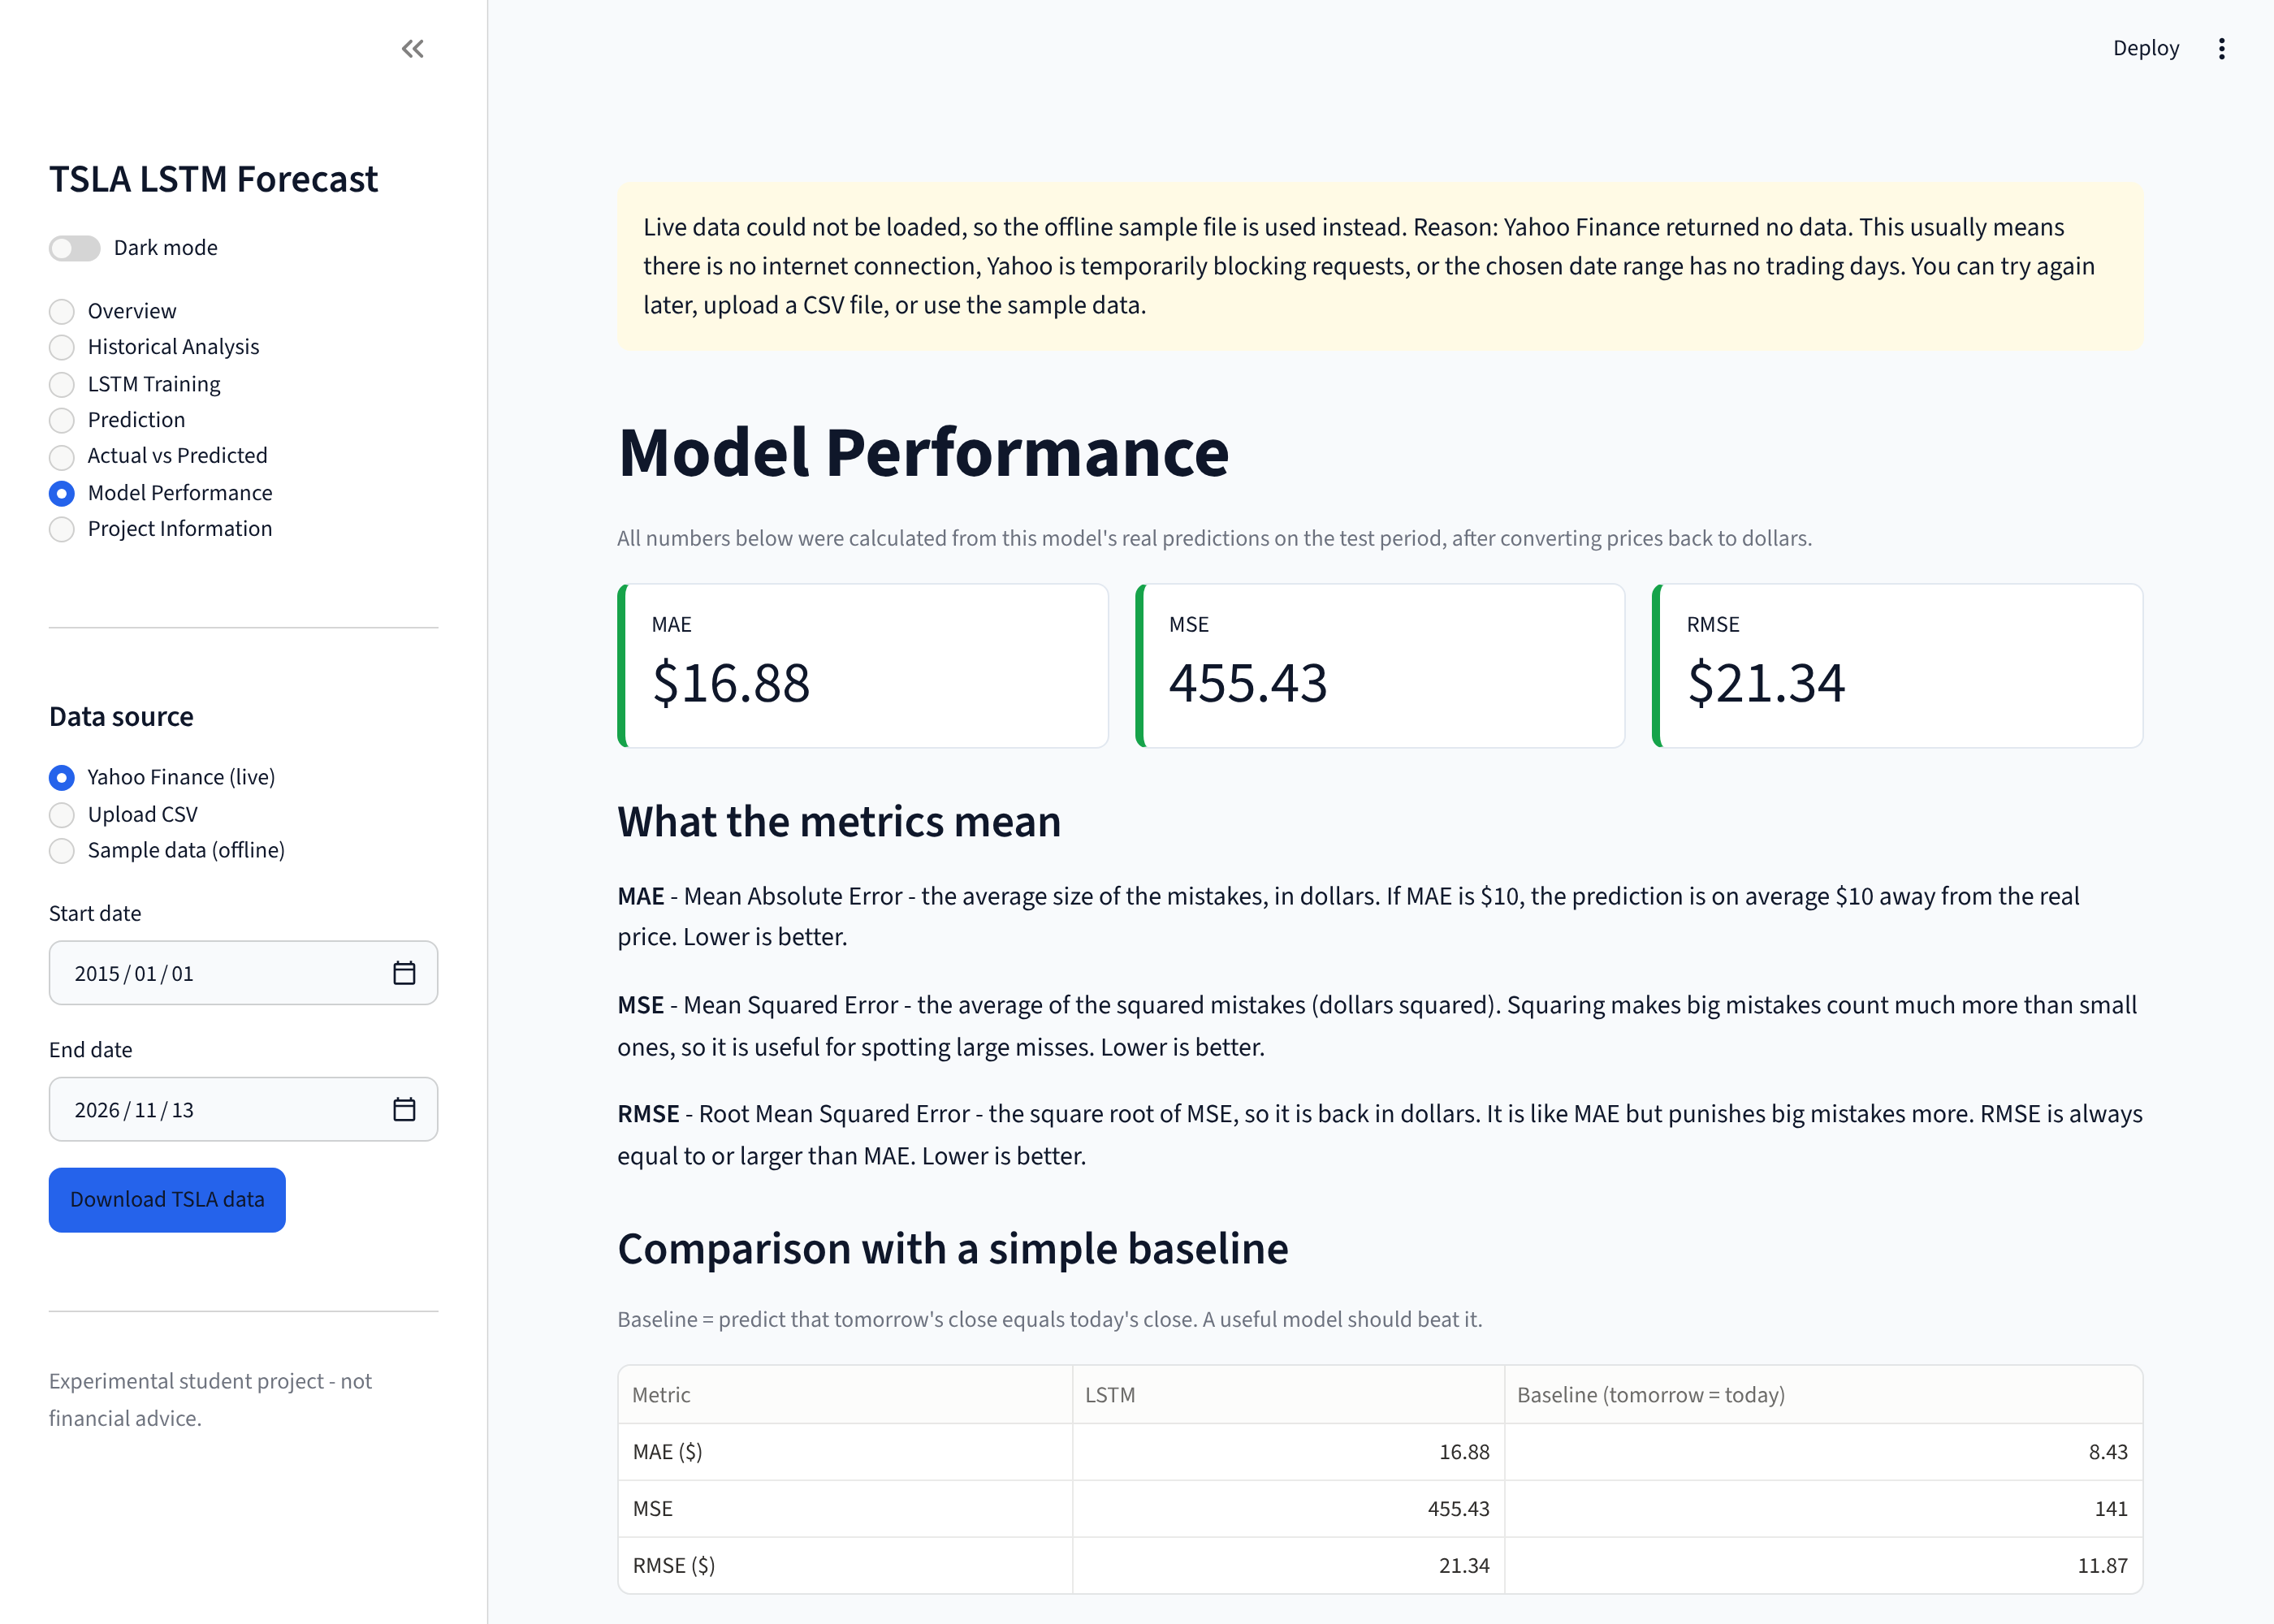 Deploy
TSLA LSTM Forecast
Dark mode
Overview
Historical Analysis
LSTM Training
Prediction
Actual vs Predicted
Model Performance
Project Information
Data source
Yahoo Finance (live)
Upload CSV
Sample data (offline)
Start date
2015/01/01
End date
2026/11/13
Download TSLA data
Experimental student project - not
financial advice.
Live data could not be loaded, so the offline sample file is used instead. Reason: Yahoo Finance returned no data. This usually means
there is no internet connection, Yahoo is temporarily blocking requests, or the chosen date range has no trading days. You can try again
later, upload a CSV file, or use the sample data.
Model Performance
All numbers below were calculated from this model's real predictions on the test period, after converting prices back to dollars.
MAE
$16.88
MSE
455.43
RMSE
$21.34
What the metrics mean
MAE - Mean Absolute Error - the average size of the mistakes, in dollars. If MAE is $10, the prediction is on average $10 away from the real
price. Lower is better.
MSE - Mean Squared Error - the average of the squared mistakes (dollars squared). Squaring makes big mistakes count much more than small
ones, so it is useful for spotting large misses. Lower is better.
RMSE - Root Mean Squared Error - the square root of MSE, so it is back in dollars. It is like MAE but punishes big mistakes more. RMSE is always
equal to or larger than MAE. Lower is better.
Comparison with a simple baseline
Baseline = predict that tomorrow's close equals today's close. A useful model should beat it.
Metric LSTM Baseline (tomorrow = today)
MAE ($) 16.88 8.43
MSE 455.43 141
RMSE ($) 21.34 11.87